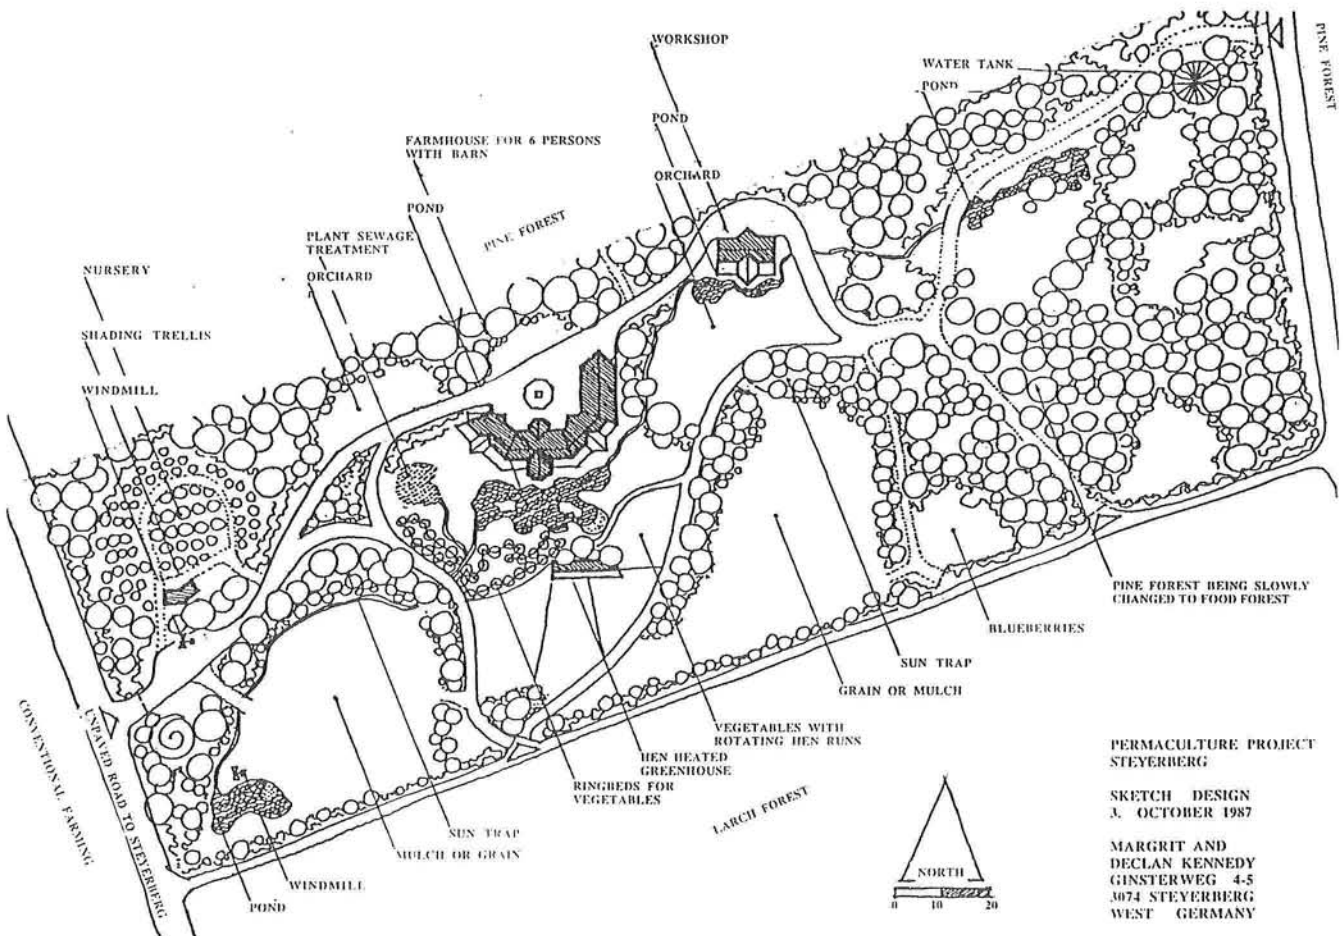 WORKSHOP
PINE FOREST
WATER TANK
POND
POND
FARMHOUSE FOR 6 PERSONS
WITH BARN
ORCHARD
POND
PINE FOREST
PLANT SEWAGE
TREATMENT
ORCHARD
NURSERY
SHADING TRELLIS
WINDMILL
PINE FOREST BEING SLOWLY
CHANGED TO FOOD FOREST
BLUEBERRIES
SUN TRAP
GRAIN OR MULCH
VEGETABLES WITH
ROTATING HEN RUNS
HEN HEATED
GREENHOUSE
RINGBEDS FOR
VEGETABLES
LARCH FOREST
SUN TRAP
MULCH OR GRAIN
WINDMILL
POND
UNPAVED ROAD TO STEYERBERG
CONVENTIONAL FARMING
NORTH
0 10 20
PERMACULTURE PROJECT
STEYERBERG
SKETCH DESIGN
3. OCTOBER 1987
MARGRIT AND
DECLAN KENNEDY
GINSTERWEG 4-5
3074 STEYERBERG
WEST GERMANY